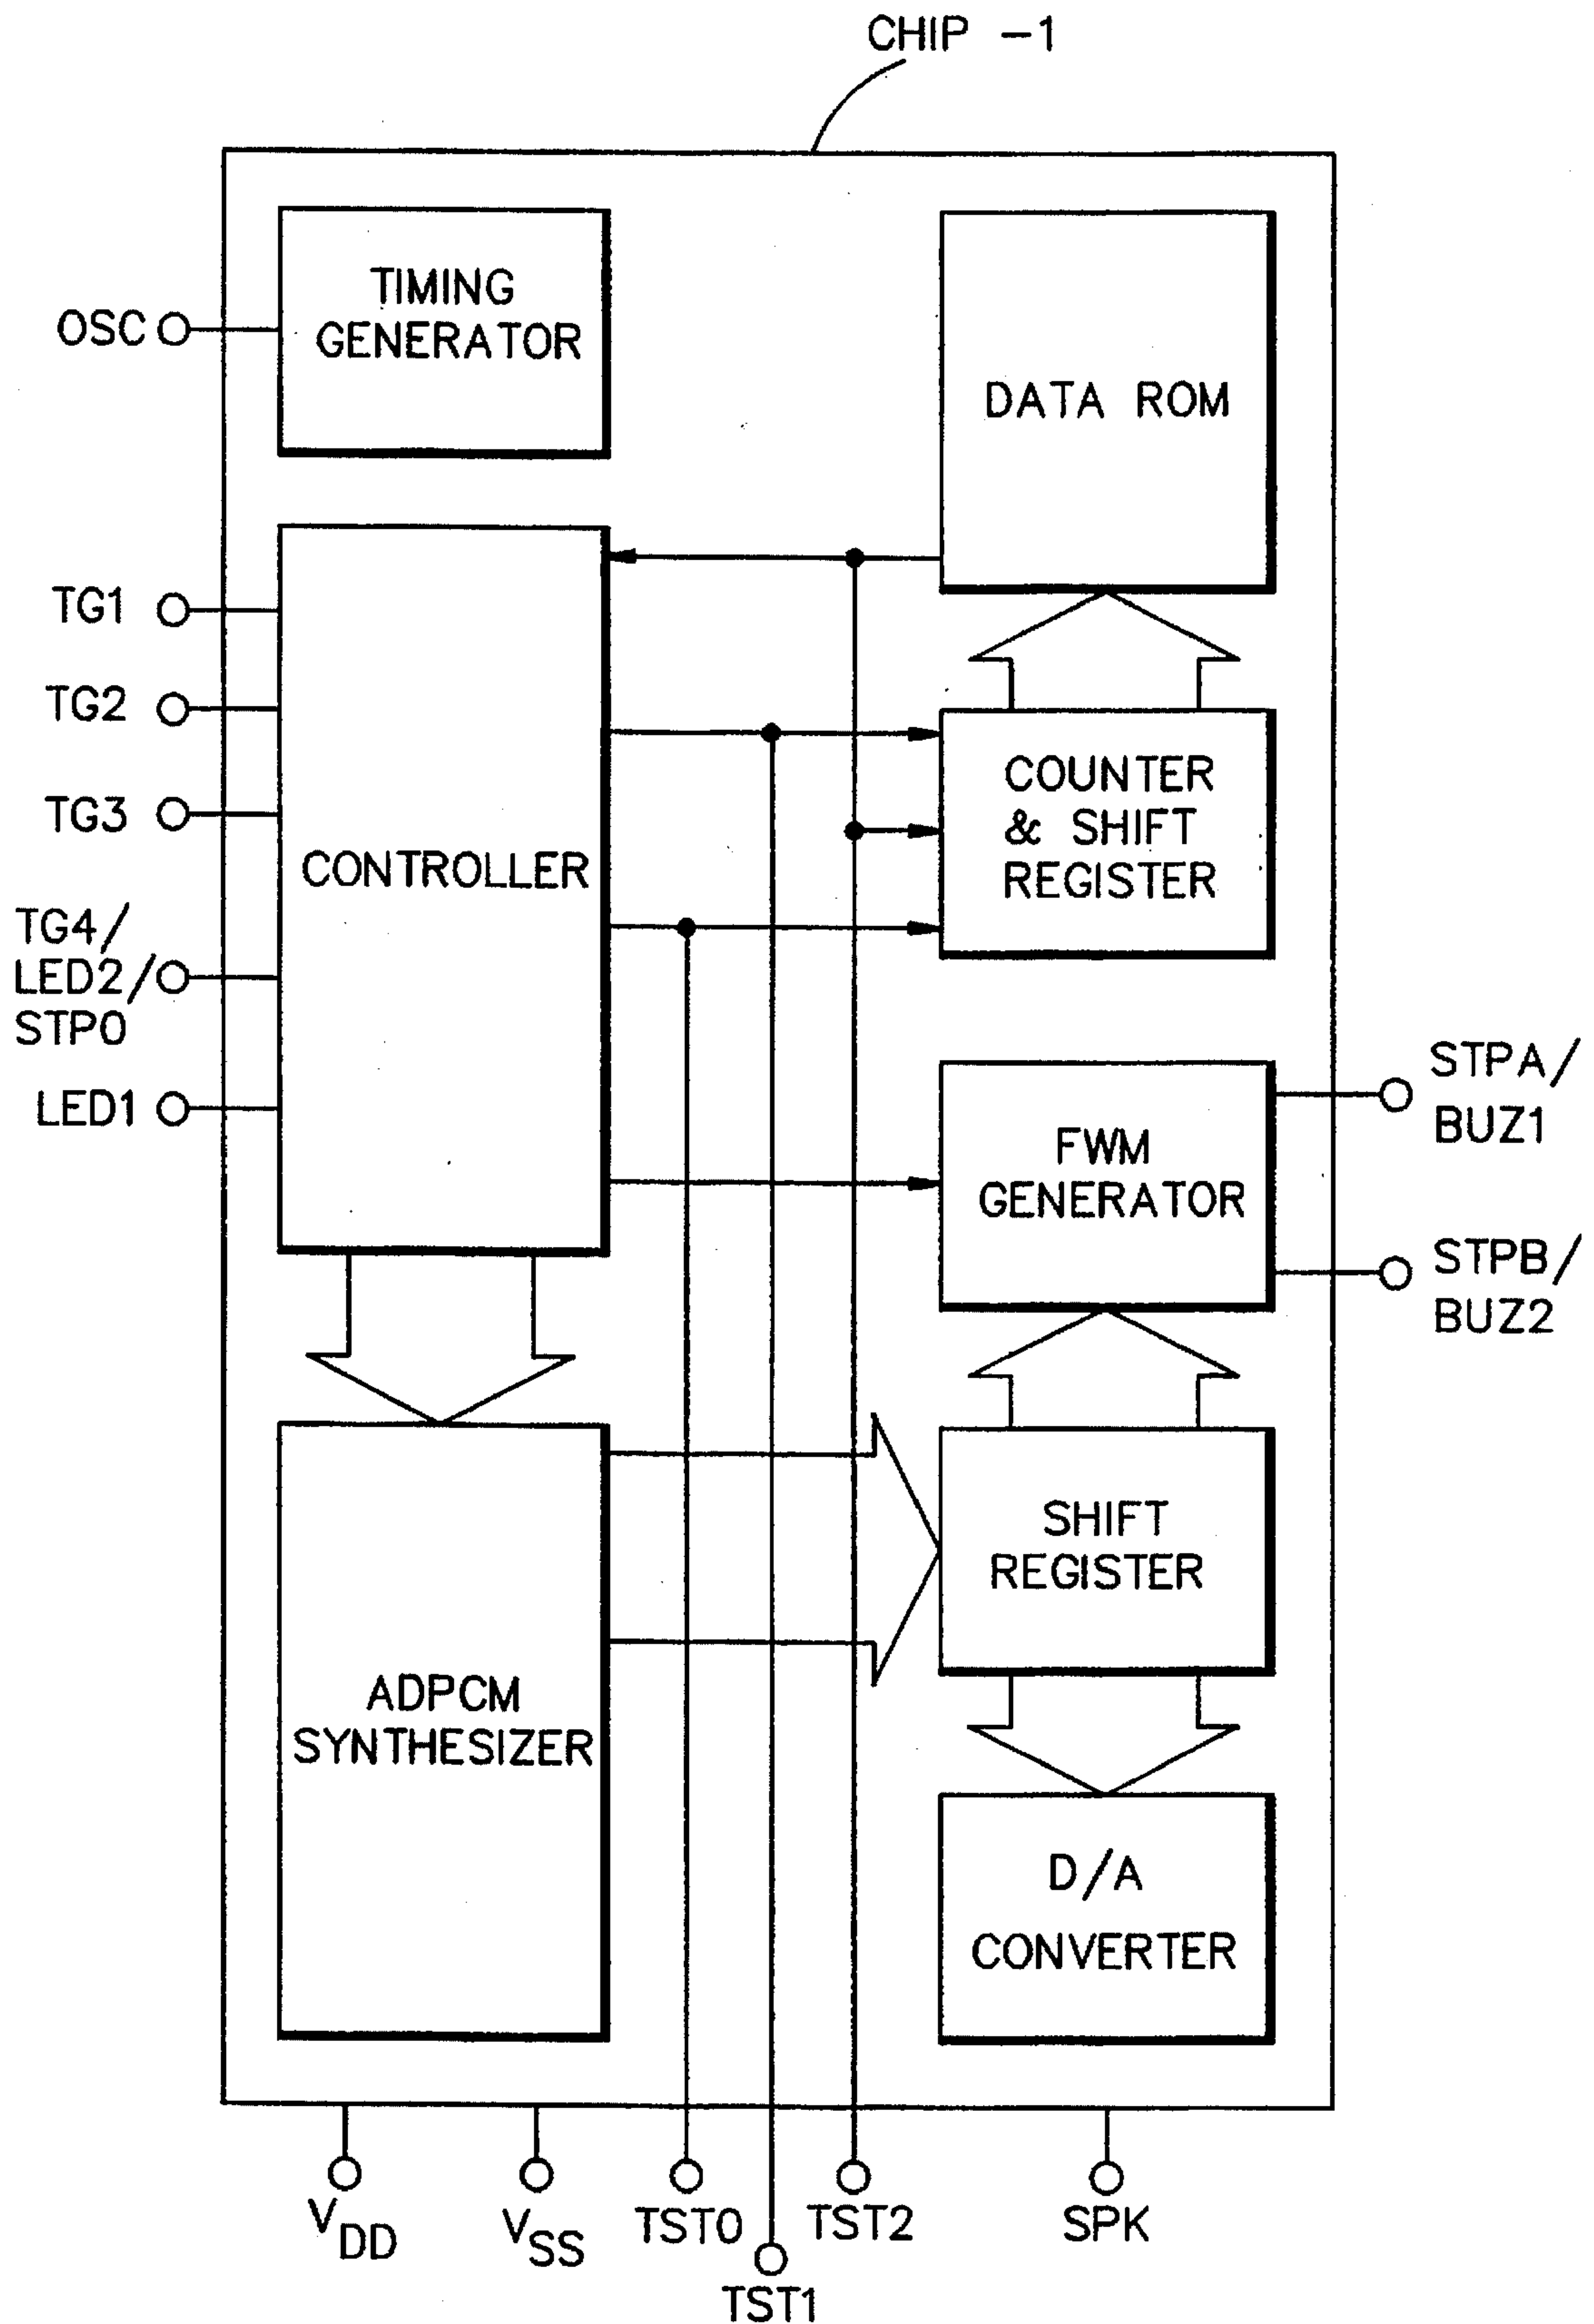 CHIP -1
TIMING
GENERATOR
OSC
DATA ROM
TG1
TG2
TG3
TG4/
LED2/
STP0
LED1
CONTROLLER
COUNTER
& SHIFT
REGISTER
FWM
GENERATOR
STPA/
BUZ1
STPB/
BUZ2
SHIFT
REGISTER
ADPCM
SYNTHESIZER
D/A
CONVERTER
VDD
VSS
TST0
TST1
TST2
SPK